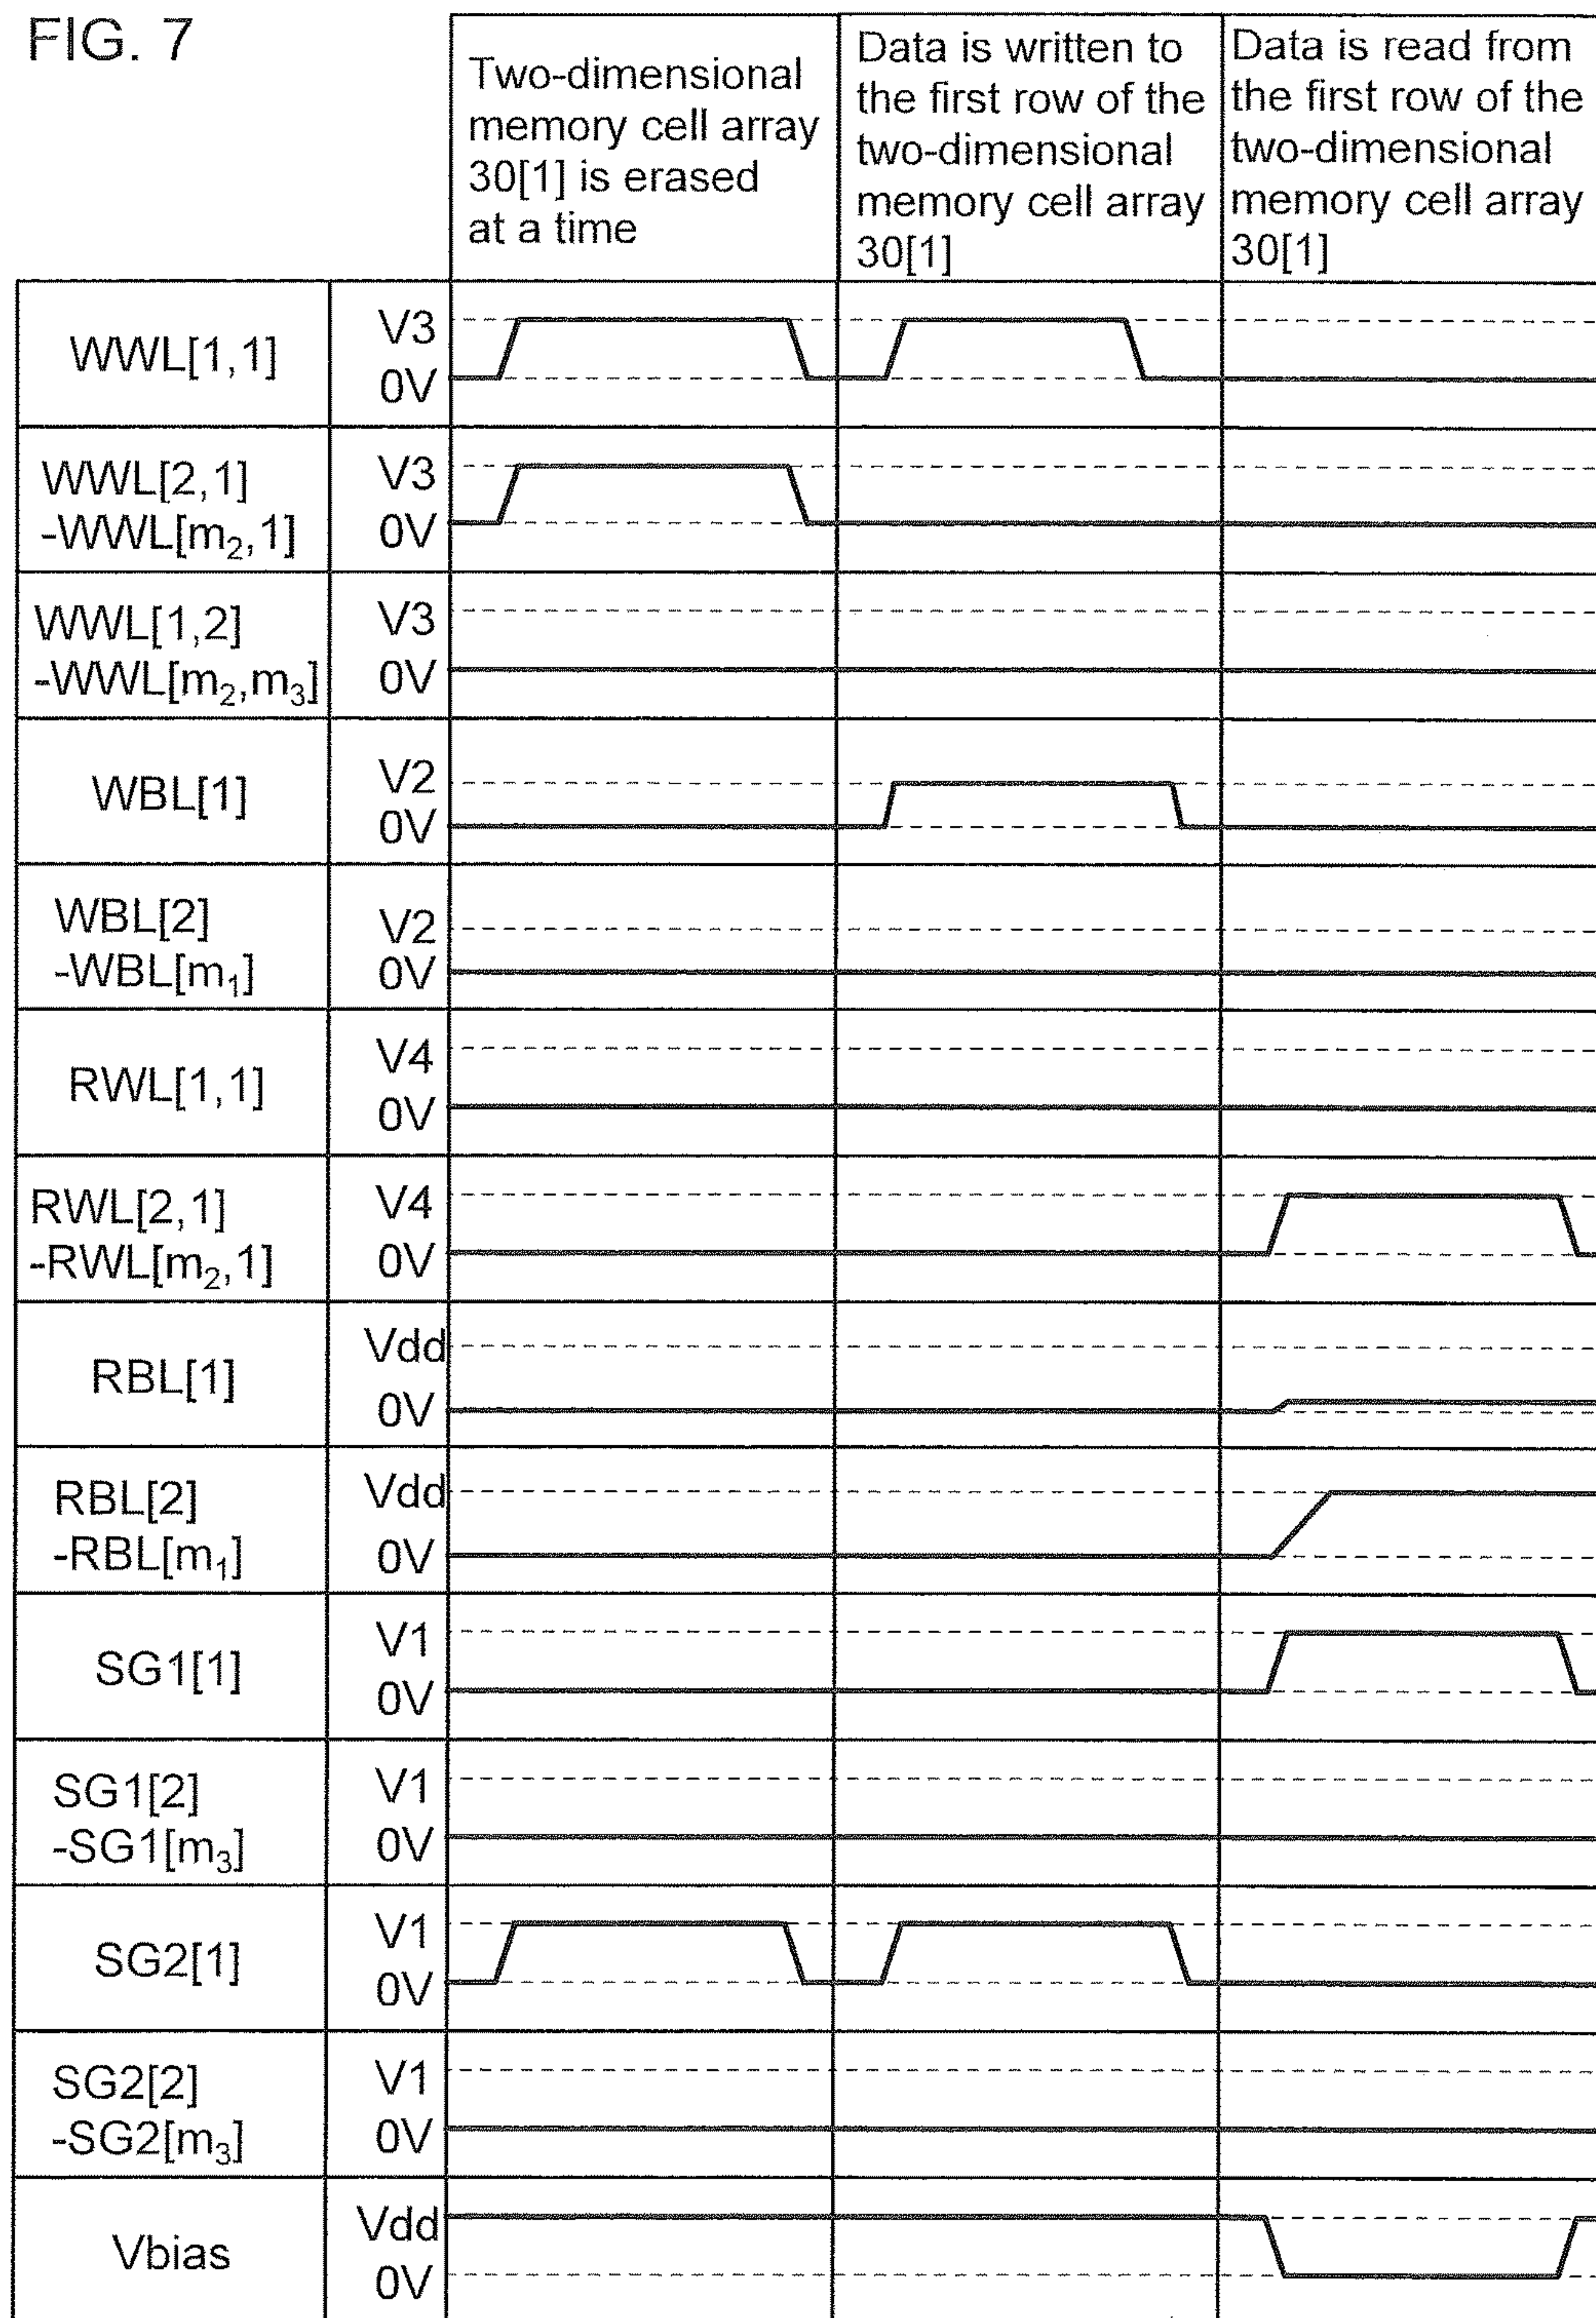 FIG. 7
Two-dimensional
memory cell array
30[1] is erased
at a time
Data is written to
the first row of the
two-dimensional
memory cell array
30[1]
Data is read from
the first row of the
two-dimensional
memory cell array
30[1]
WWL[1,1]
V3
0V
WWL[2,1]
-WWL[m₂,1]
V3
0V
WWL[1,2]
-WWL[m₂,m₃]
V3
0V
WBL[1]
V2
0V
WBL[2]
-WBL[m₁]
V2
0V
RWL[1,1]
V4
0V
RWL[2,1]
-RWL[m₂,1]
V4
0V
RBL[1]
Vdd
0V
RBL[2]
-RBL[m₁]
Vdd
0V
SG1[1]
V1
0V
SG1[2]
-SG1[m₃]
V1
0V
SG2[1]
V1
0V
SG2[2]
-SG2[m₃]
V1
0V
Vbias
Vdd
0V